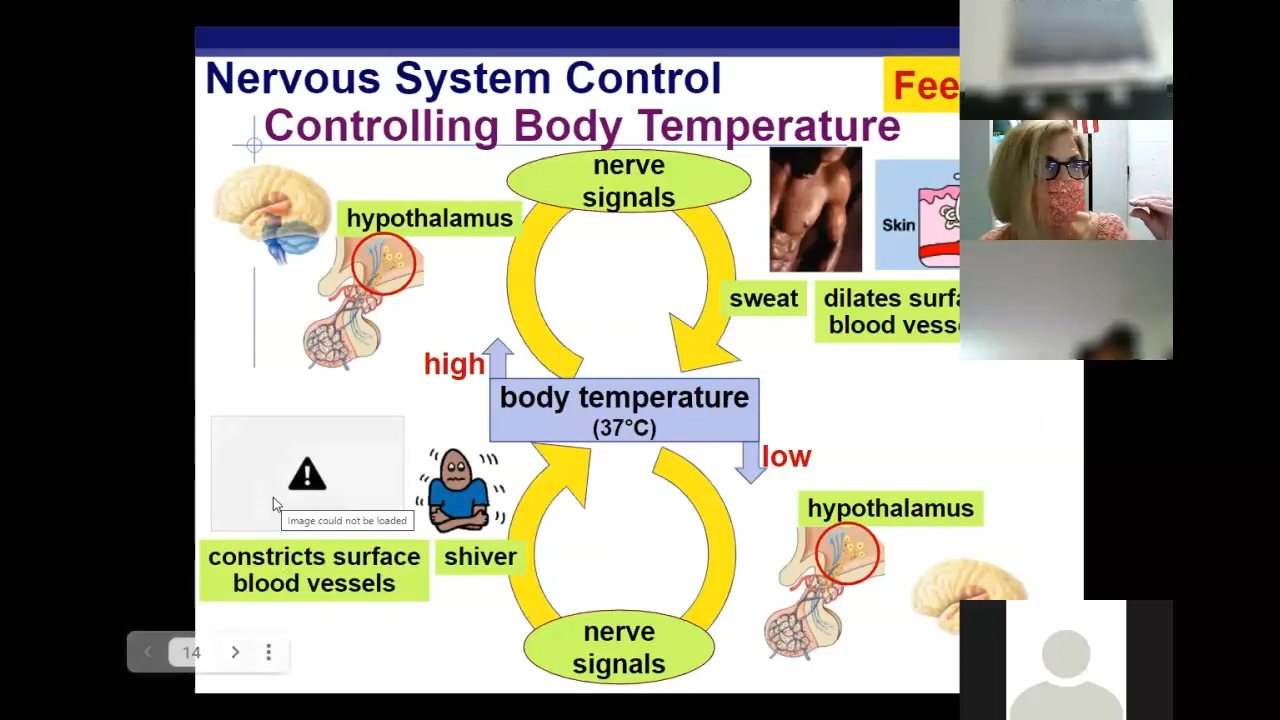 Nervous System Control
Controlling Body Temperature
Fee
nerve
signals
hypothalamus
Skin
sweat
dilates surfa
blood vess
high
body temperature
(37°C)
low
Image could not be loaded
hypothalamus
constricts surface
blood vessels
shiver
nerve
signals
14